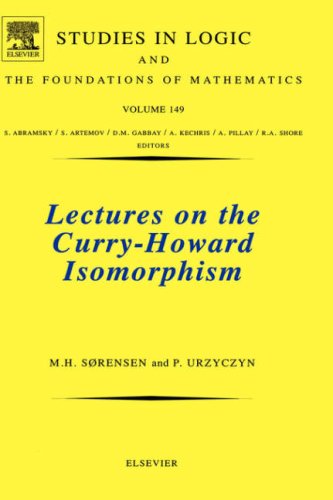 ELSEVIER
STUDIES IN LOGIC
AND
THE FOUNDATIONS OF MATHEMATICS
VOLUME 149
S. ABRAMSKY / S. ARTEMOV / D.M. GABBAY / A. KECHRIS / A. PILLAY / R.A. SHORE
EDITORS
Lectures on the
Curry-Howard
Isomorphism
M.H. SØRENSEN and P. URZYCZYN
ELSEVIER